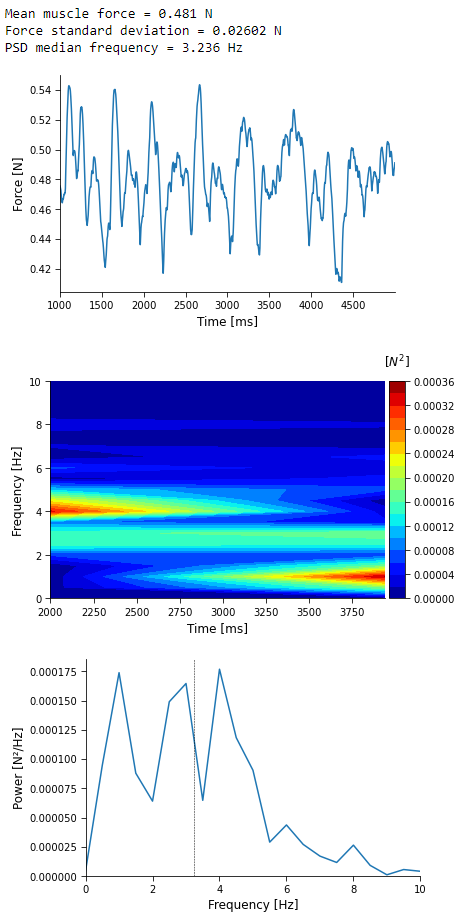 Mean muscle force = 0.481 N
Force standard deviation = 0.02602 N
PSD median frequency = 3.236 Hz
0.54
0.52
0.50
0.48
0.46
0.44
0.42
Force [N]
1000 1500 2000 2500 3000 3500 4000 4500
Time [ms]
[N²]
10
8
6
4
2
0
Frequency [Hz]
2000 2250 2500 2750 3000 3250 3500 3750
Time [ms]
0.00036
0.00032
0.00028
0.00024
0.00020
0.00016
0.00012
0.00008
0.00004
0.00000
0.000175
0.000150
0.000125
0.000100
0.000075
0.000050
0.000025
0.000000
Power [N²/Hz]
0 2 4 6 8 10
Frequency [Hz]